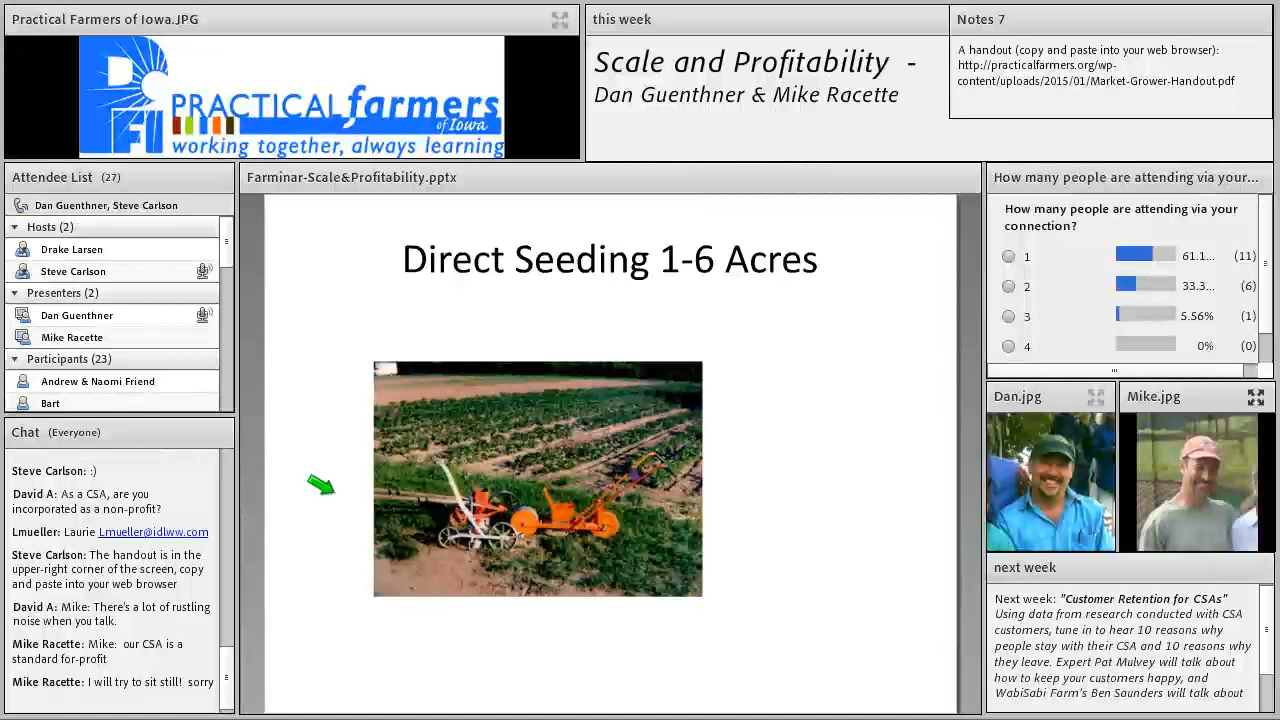 Practical Farmers of Iowa.JPG
PRACTICAL farmers
of Iowa
PFI
working together, always learning
this week
Scale and Profitability -
Dan Guenthner & Mike Racette
Notes 7
A handout (copy and paste into your web browser):
http://practicalfarmers.org/wp-
content/uploads/2015/01/Market-Grower-Handout.pdf
Attendee List (27)
Dan Guenthner, Steve Carlson
Hosts (2)
Drake Larsen
Steve Carlson
Presenters (2)
Dan Guenthner
Mike Racette
Participants (23)
Andrew & Naomi Friend
Bart
Chat (Everyone)
Steve Carlson: :)
David A: As a CSA, are you
incorporated as a non-profit?
Lmueller: Laurie Lmueller@idlww.com
Steve Carlson: The handout is in the
upper-right corner of the screen, copy
and paste into your web browser
David A: Mike: There's a lot of rustling
noise when you talk.
Mike Racette: Mike: our CSA is a
standard for-profit
Mike Racette: I will try to sit still! sorry
Farminar-Scale&Profitability.pptx
Direct Seeding 1-6 Acres
How many people are attending via your...
How many people are attending via your
connection?
1 61.1... (11)
2 33.3... (6)
3 5.56% (1)
4 0% (0)
Dan.jpg
Mike.jpg
next week
Next week: "Customer Retention for CSAs"
Using data from research conducted with CSA
customers, tune in to hear 10 reasons why
people stay with their CSA and 10 reasons why
they leave. Expert Pat Mulvey will talk about
how to keep your customers happy, and
WabiSabi Farm's Ben Saunders will talk about